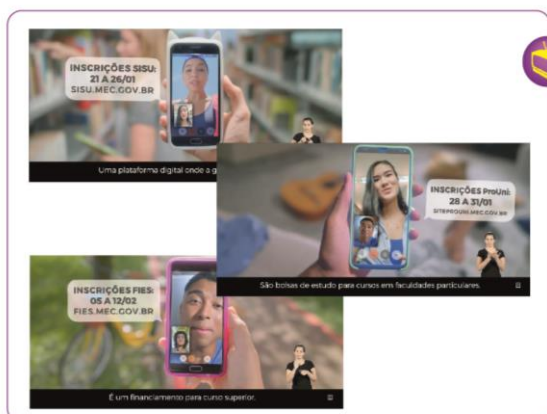 INSCRIÇÕES SISU:
21 A 26/01
SISU.MEC.GOV.BR
Uma plataforma digital onde a g
INSCRIÇÕES ProUni:
28 A 31/01
SITEPROUNI.MEC.GOV.BR
São bolsas de estudo para cursos em faculdades particulares.
INSCRIÇÕES FIES:
05 A 12/02
FIES.MEC.GOV.BR
É um financiamento para curso superior.